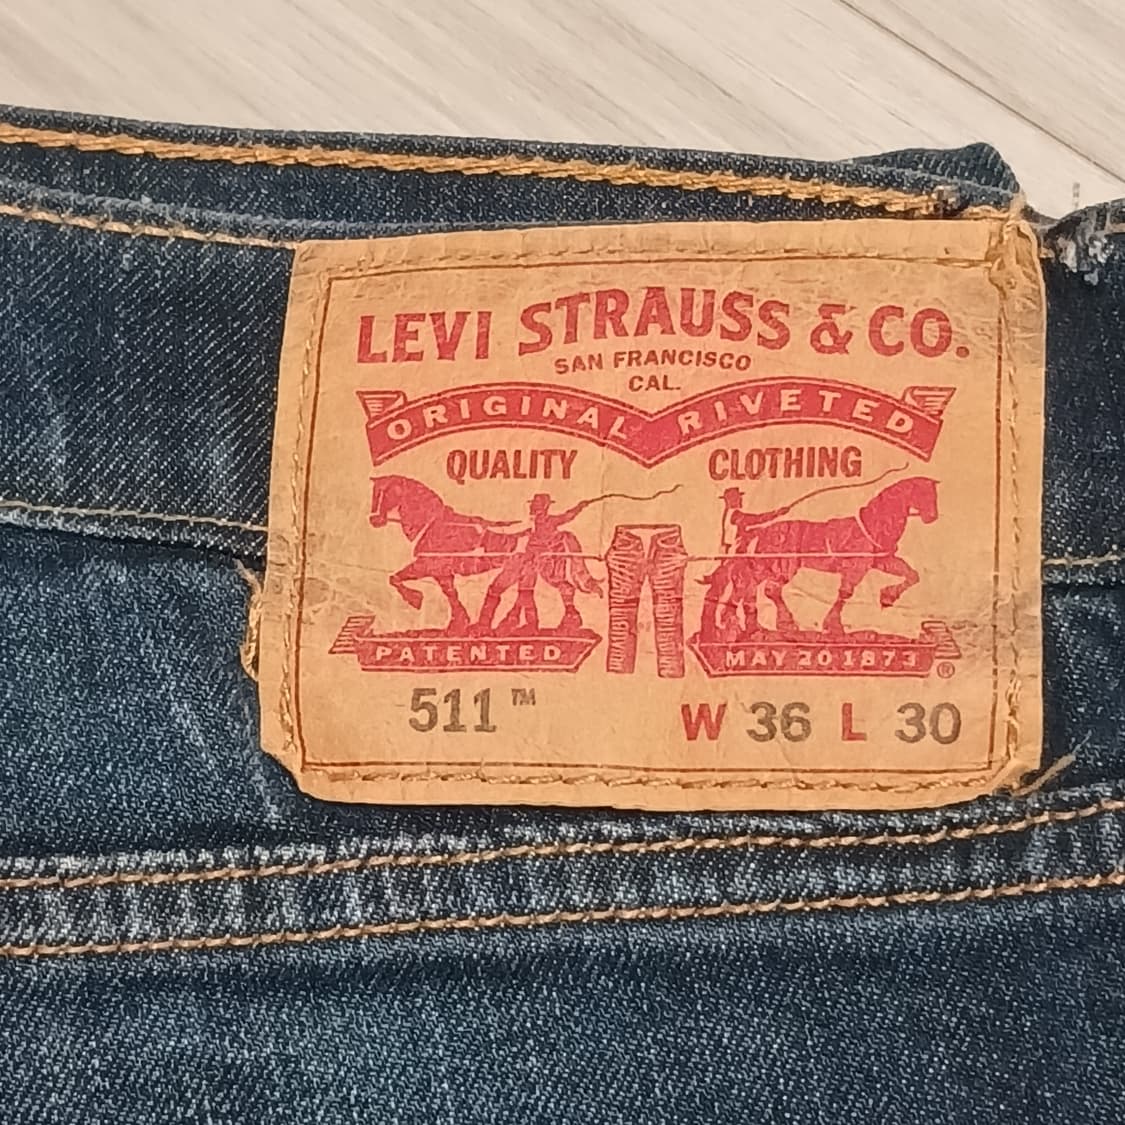 LEVI STRAUSS & CO.
SAN FRANCISCO
CAL.
ORIGINAL RIVETED
QUALITY CLOTHING
PATENTED MAY 20 1873 ®
511™ W 36 L 30